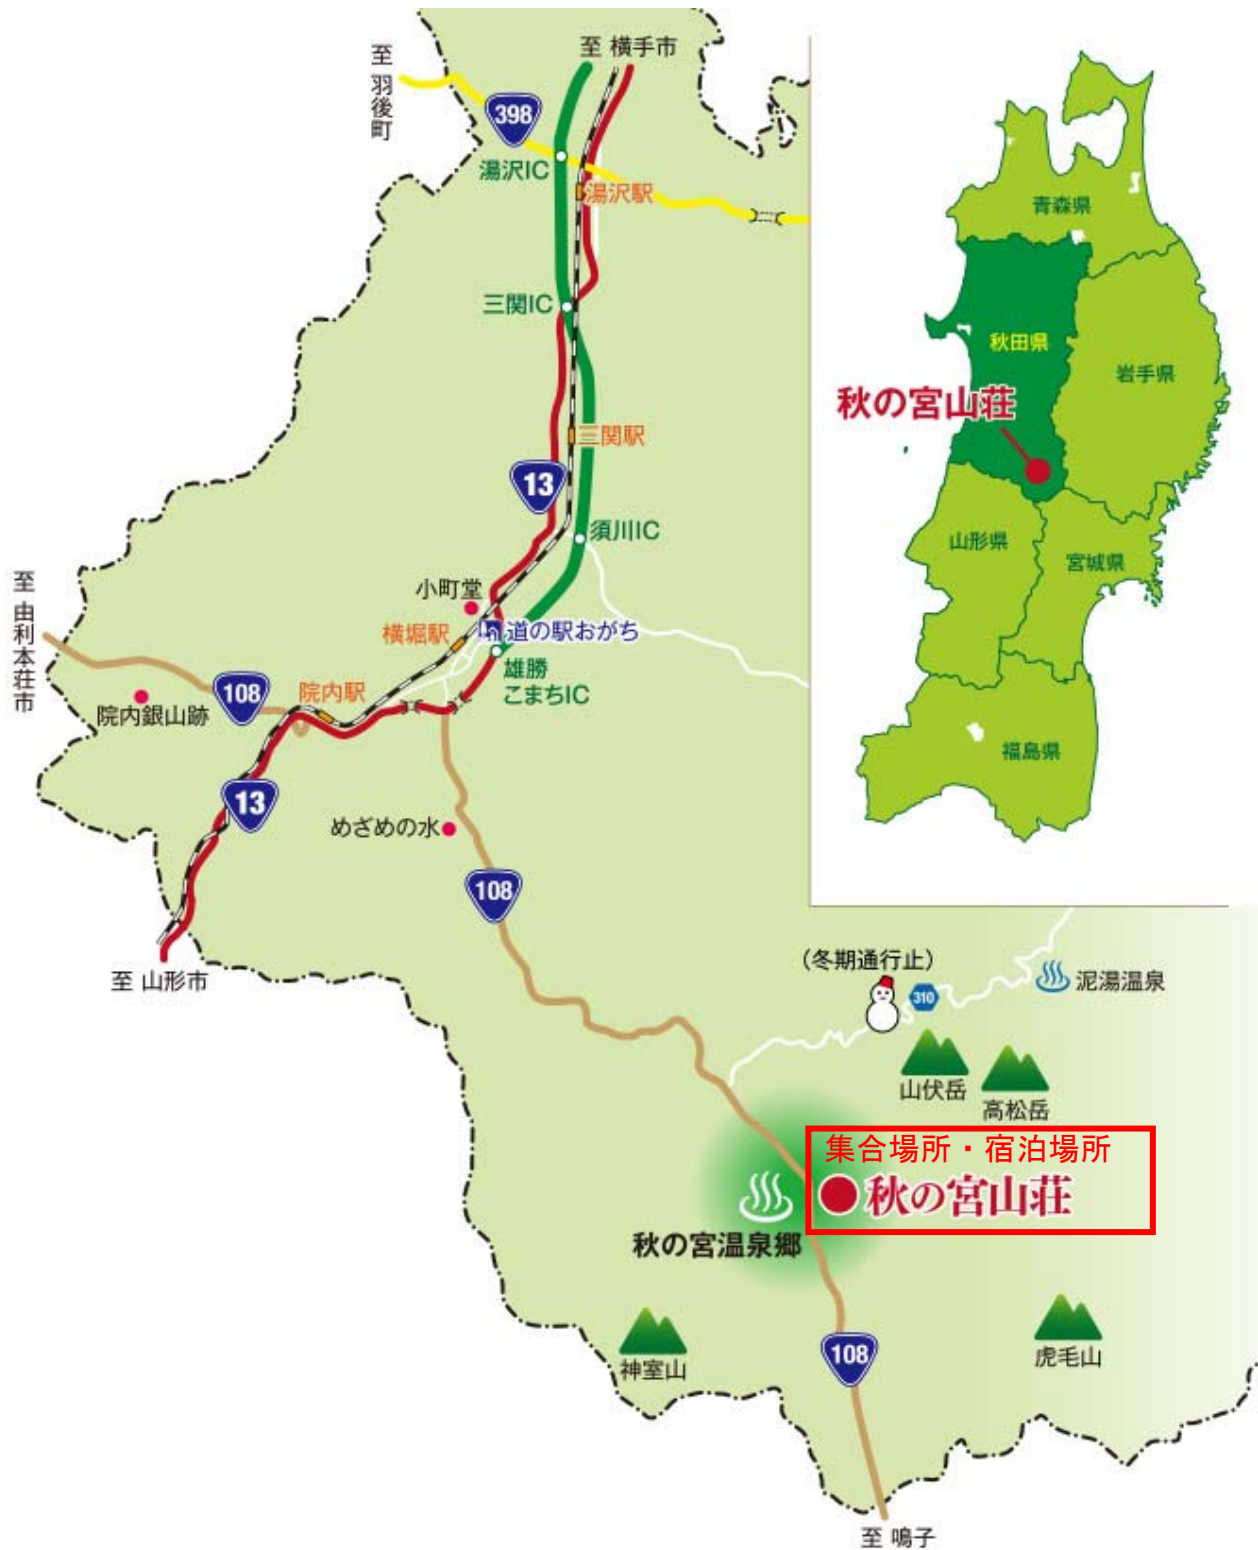 至 横手市
至 羽後町
398
湯沢IC
湯沢駅
三関IC
三関駅
13
須川IC
小町堂
横堀駅
道の駅おがち
雄勝
こまちIC
至 由利本荘市
108
院内駅
院内銀山跡
13
めざめの水
108
至 山形市
青森県
秋田県
岩手県
秋の宮山荘
山形県
宮城県
福島県
(冬期通行止)
310
泥湯温泉
山伏岳
高松岳
集合場所・宿泊場所
秋の宮山荘
秋の宮温泉郷
神室山
108
虎毛山
至 鳴子